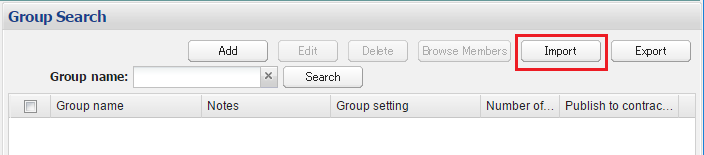 Group Search
Add Edit Delete Browse Members Import Export
Group name: × Search
Group name Notes Group setting Number of... Publish to contrac...